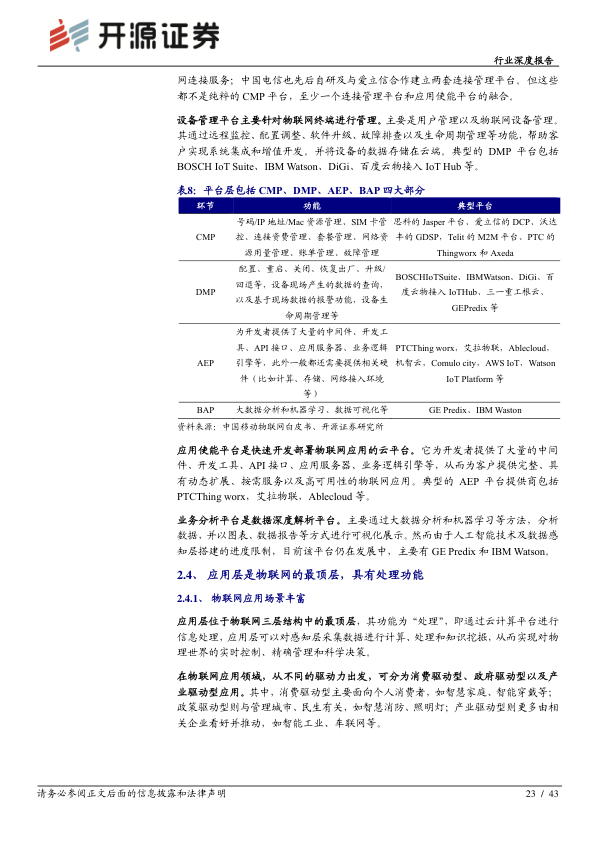 开源证券
行业深度报告
网连接服务；中国电信也先后自研及与爱立信合作建立两套连接管理平台。但这些
都不是纯粹的 CMP 平台，至少一个连接管理平台和应用使能平台的融合。
设备管理平台主要针对物联网终端进行管理。主要是用户管理以及物联网设备管理。
其通过远程监控、配置调整、软件升级、故障排查以及生命周期管理等功能，帮助客
户实现系统集成和增值开发。并将设备的数据存储在云端。典型的 DMP 平台包括
BOSCH IoT Suite、IBM Watson、DiGi、百度云物接入 IoT Hub 等。
表8：平台层包括 CMP、DMP、AEP、BAP 四大部分
环节 功能 典型平台
号码/IP 地址/Mac 资源管理、SIM 卡管 思科的 Jasper 平台，爱立信的 DCP，沃达
CMP 控、连接资费管理、套餐管理、网络资 丰的 GDSP，Telit 的 M2M 平台、PTC 的
源用量管理、账单管理、故障管理 Thingworx 和 Axeda
配置、重启、关闭、恢复出厂、升级/
回退等，设备现场产生的数据的查询， BOSCHIoTSuite、IBMWatson、DiGi、百
DMP 以及基于现场数据的报警功能，设备生 度云物接入 IoTHub、三一重工根云、
命周期管理等 GEPredix 等
为开发者提供了大量的中间件、开发工
具、API 接口、应用服务器、业务逻辑 PTCThing worx，艾拉物联，Ablecloud，
AEP 引擎等，此外一般都还需要提供相关硬 机智云，Comulo city，AWS IoT，Watson
件（比如计算、存储、网络接入环境 IoT Platform 等
等）
BAP 大数据分析和机器学习、数据可视化等 GE Predix、IBM Waston
资料来源：中国移动物联网白皮书、开源证券研究所
应用使能平台是快速开发部署物联网应用的云平台。它为开发者提供了大量的中间
件、开发工具、API 接口、应用服务器、业务逻辑引擎等，从而为客户提供完整、具
有动态扩展、按需服务以及高可用性的物联网应用。典型的 AEP 平台提供商包括
PTCThing worx，艾拉物联，Ablecloud 等。
业务分析平台是数据深度解析平台。主要通过大数据分析和机器学习等方法，分析
数据，并以图表、数据报告等方式进行可视化展示。然而由于人工智能技术及数据感
知层搭建的进度限制，目前该平台仍在发展中，主要有 GE Predix 和 IBM Watson。
2.4、 应用层是物联网的最顶层，具有处理功能
2.4.1、 物联网应用场景丰富
应用层位于物联网三层结构中的最顶层，其功能为“处理”，即通过云计算平台进行
信息处理，应用层可以对感知层采集数据进行计算、处理和知识挖掘，从而实现对物
理世界的实时控制、精确管理和科学决策。
在物联网应用领域，从不同的驱动力出发，可分为消费驱动型、政府驱动型以及产
业驱动型应用。其中，消费驱动型主要面向个人消费者，如智慧家庭、智能穿戴等；
政策驱动型则与管理城市、民生有关，如智慧消防、照明灯；产业驱动型则更多由相
关企业看好并推动，如智能工业、车联网等。
请务必参阅正文后面的信息披露和法律声明
23 / 43